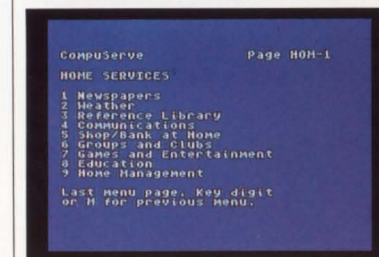 CompuServe Page HOM-1
HOME SERVICES
1 Newspapers
2 Weather
3 Reference Library
4 Communications
5 Shop/Bank at Home
6 Groups and Clubs
7 Games and Entertainment
8 Education
9 Home Management
Last menu page. Key digit
or M for previous menu.